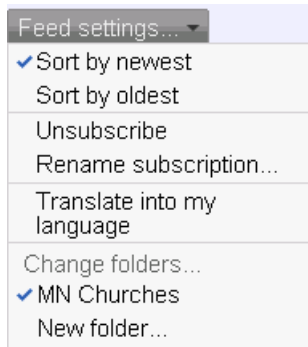 Feed settings...
Sort by newest
Sort by oldest
Unsubscribe
Rename subscription...
Translate into my
language
Change folders...
MN Churches
New folder...